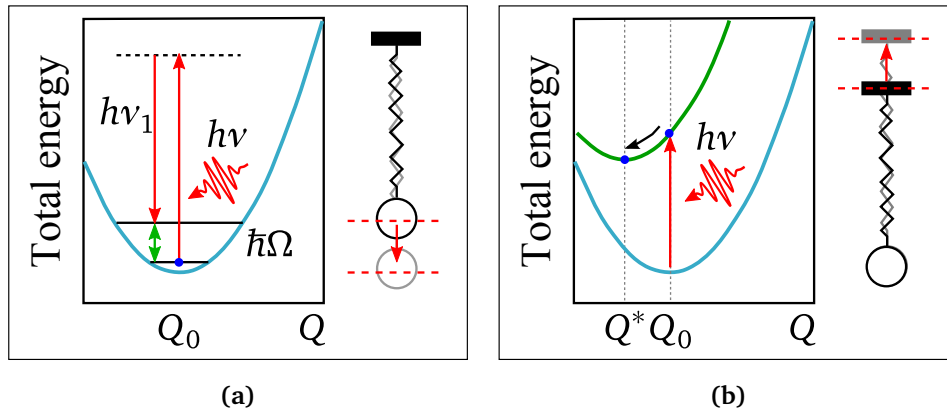 Total energy
hν₁
hν
ħΩ
Q₀
Q
(a)
Total energy
hν
Q*
Q₀
Q
(b)